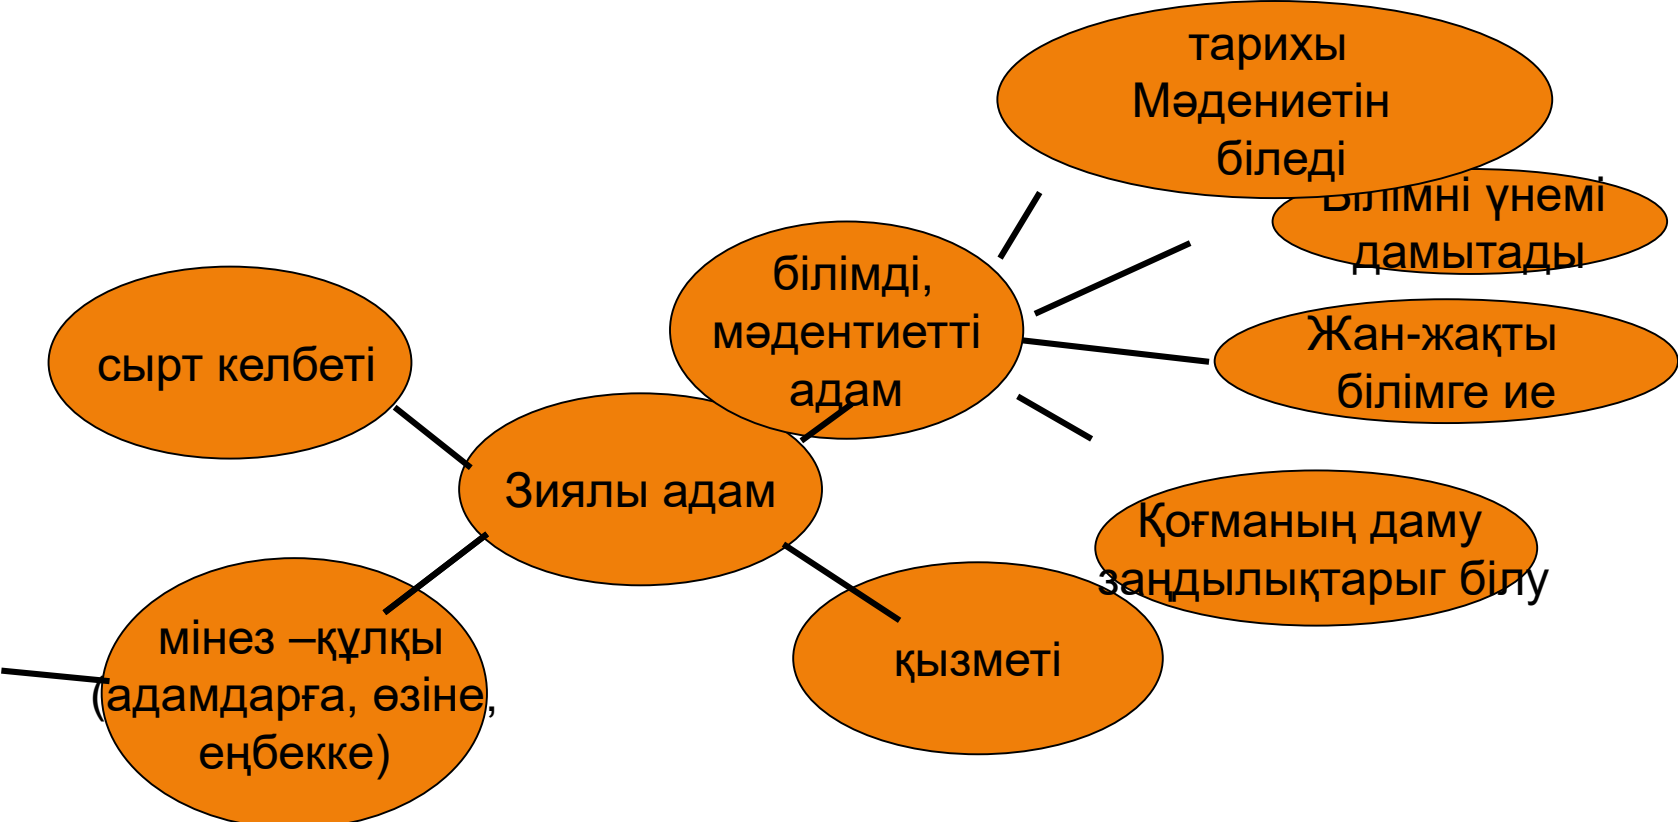 тарихы
Мәдениетін
біледі
Білімні үнемі
дамытады
білімді,
мәдентиетті
адам
Жан-жақты
білімге ие
сырт келбеті
Зиялы адам
Қоғманың даму
заңдылықтарыг білу
мінез –құлқы
(адамдарға, өзіне,
еңбекке)
қызметі